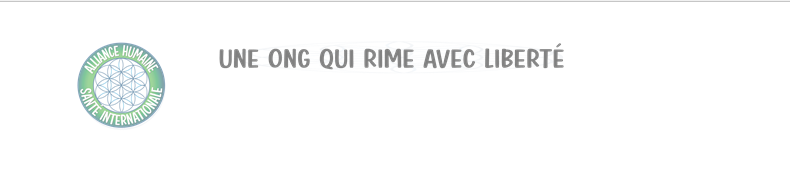 ALLIANCE HUMAINE
SANTÉ INTERNATIONALE
UNE ONG QUI RIME AVEC LIBERTÉ